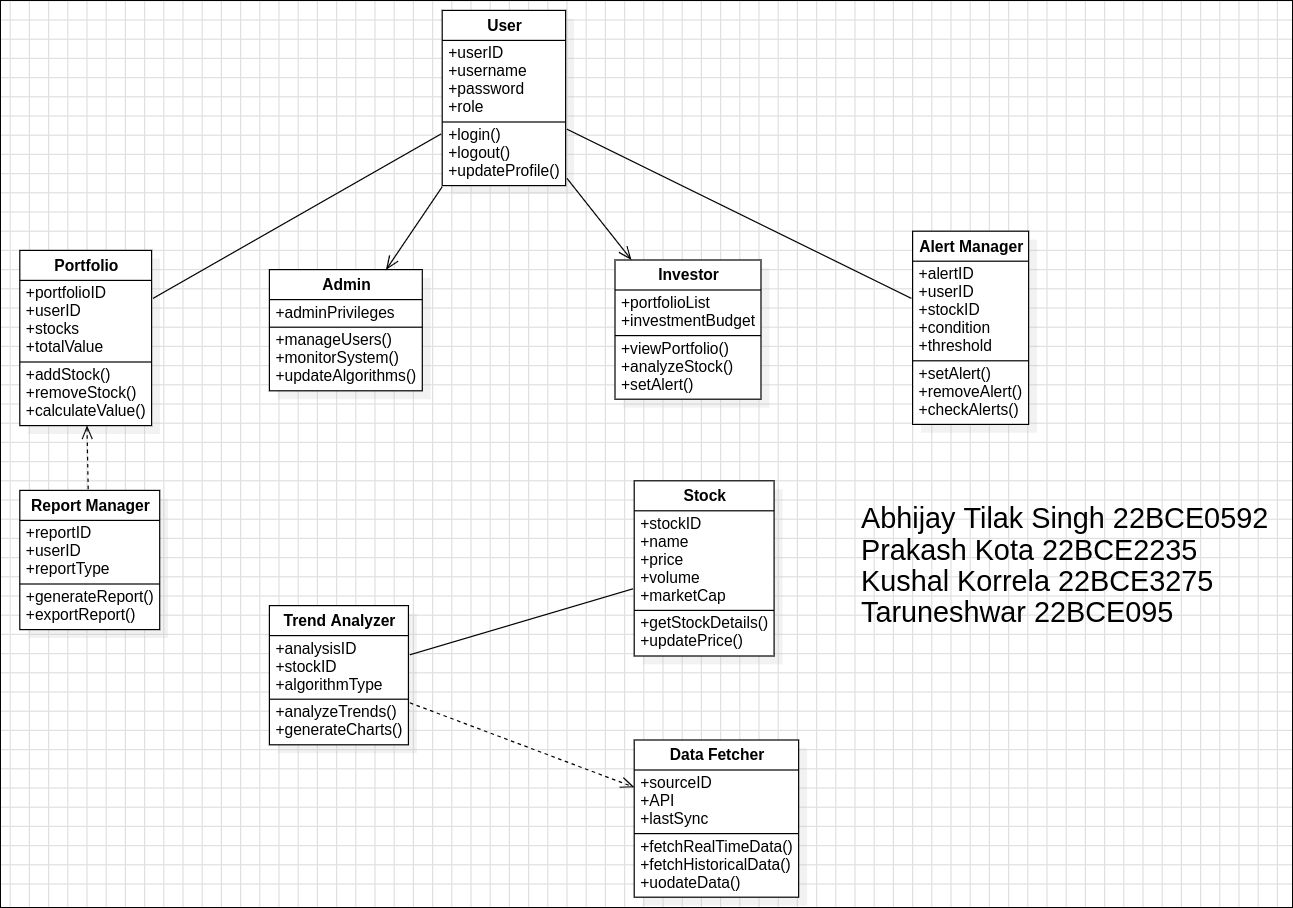 User
+userID
+username
+password
+role
+login()
+logout()
+updateProfile()
Portfolio
+portfolioID
+userID
+stocks
+totalValue
+addStock()
+removeStock()
+calculateValue()
Admin
+adminPrivileges
+manageUsers()
+monitorSystem()
+updateAlgorithms()
Investor
+portfolioList
+investmentBudget
+viewPortfolio()
+analyzeStock()
+setAlert()
Alert Manager
+alertID
+userID
+stockID
+condition
+threshold
+setAlert()
+removeAlert()
+checkAlerts()
Report Manager
+reportID
+userID
+reportType
+generateReport()
+exportReport()
Trend Analyzer
+analysisID
+stockID
+algorithmType
+analyzeTrends()
+generateCharts()
Stock
+stockID
+name
+price
+volume
+marketCap
+getStockDetails()
+updatePrice()
Abhijay Tilak Singh 22BCE0592
Prakash Kota 22BCE2235
Kushal Korrela 22BCE3275
Taruneshwar 22BCE095
Data Fetcher
+sourceID
+API
+lastSync
+fetchRealTimeData()
+fetchHistoricalData()
+uodateData()